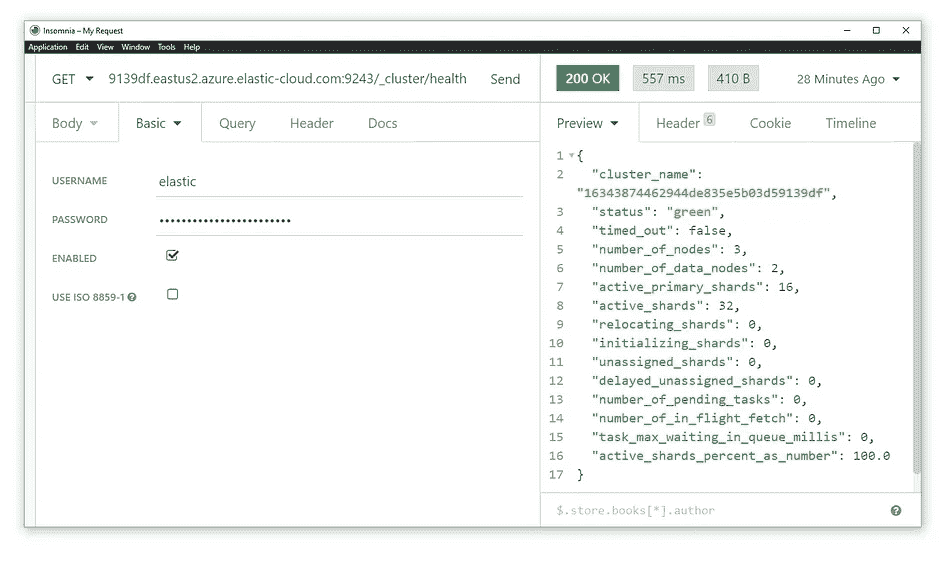 Insomnia – My Request
Application Edit View Window Tools Help
GET 9139df.eastus2.azure.elastic-cloud.com:9243/_cluster/health Send
200 OK 557 ms 410 B 28 Minutes Ago
Body Basic Query Header Docs
Preview Header 6 Cookie Timeline
USERNAME elastic
PASSWORD ••••••••••••••••••••••••
ENABLED
USE ISO 8859-1
1 {
2 "cluster_name":
"16343874462944de835e5b03d59139df",
3 "status": "green",
4 "timed_out": false,
5 "number_of_nodes": 3,
6 "number_of_data_nodes": 2,
7 "active_primary_shards": 16,
8 "active_shards": 32,
9 "relocating_shards": 0,
10 "initializing_shards": 0,
11 "unassigned_shards": 0,
12 "delayed_unassigned_shards": 0,
13 "number_of_pending_tasks": 0,
14 "number_of_in_flight_fetch": 0,
15 "task_max_waiting_in_queue_millis": 0,
16 "active_shards_percent_as_number": 100.0
17 }
$.store.books[*].author